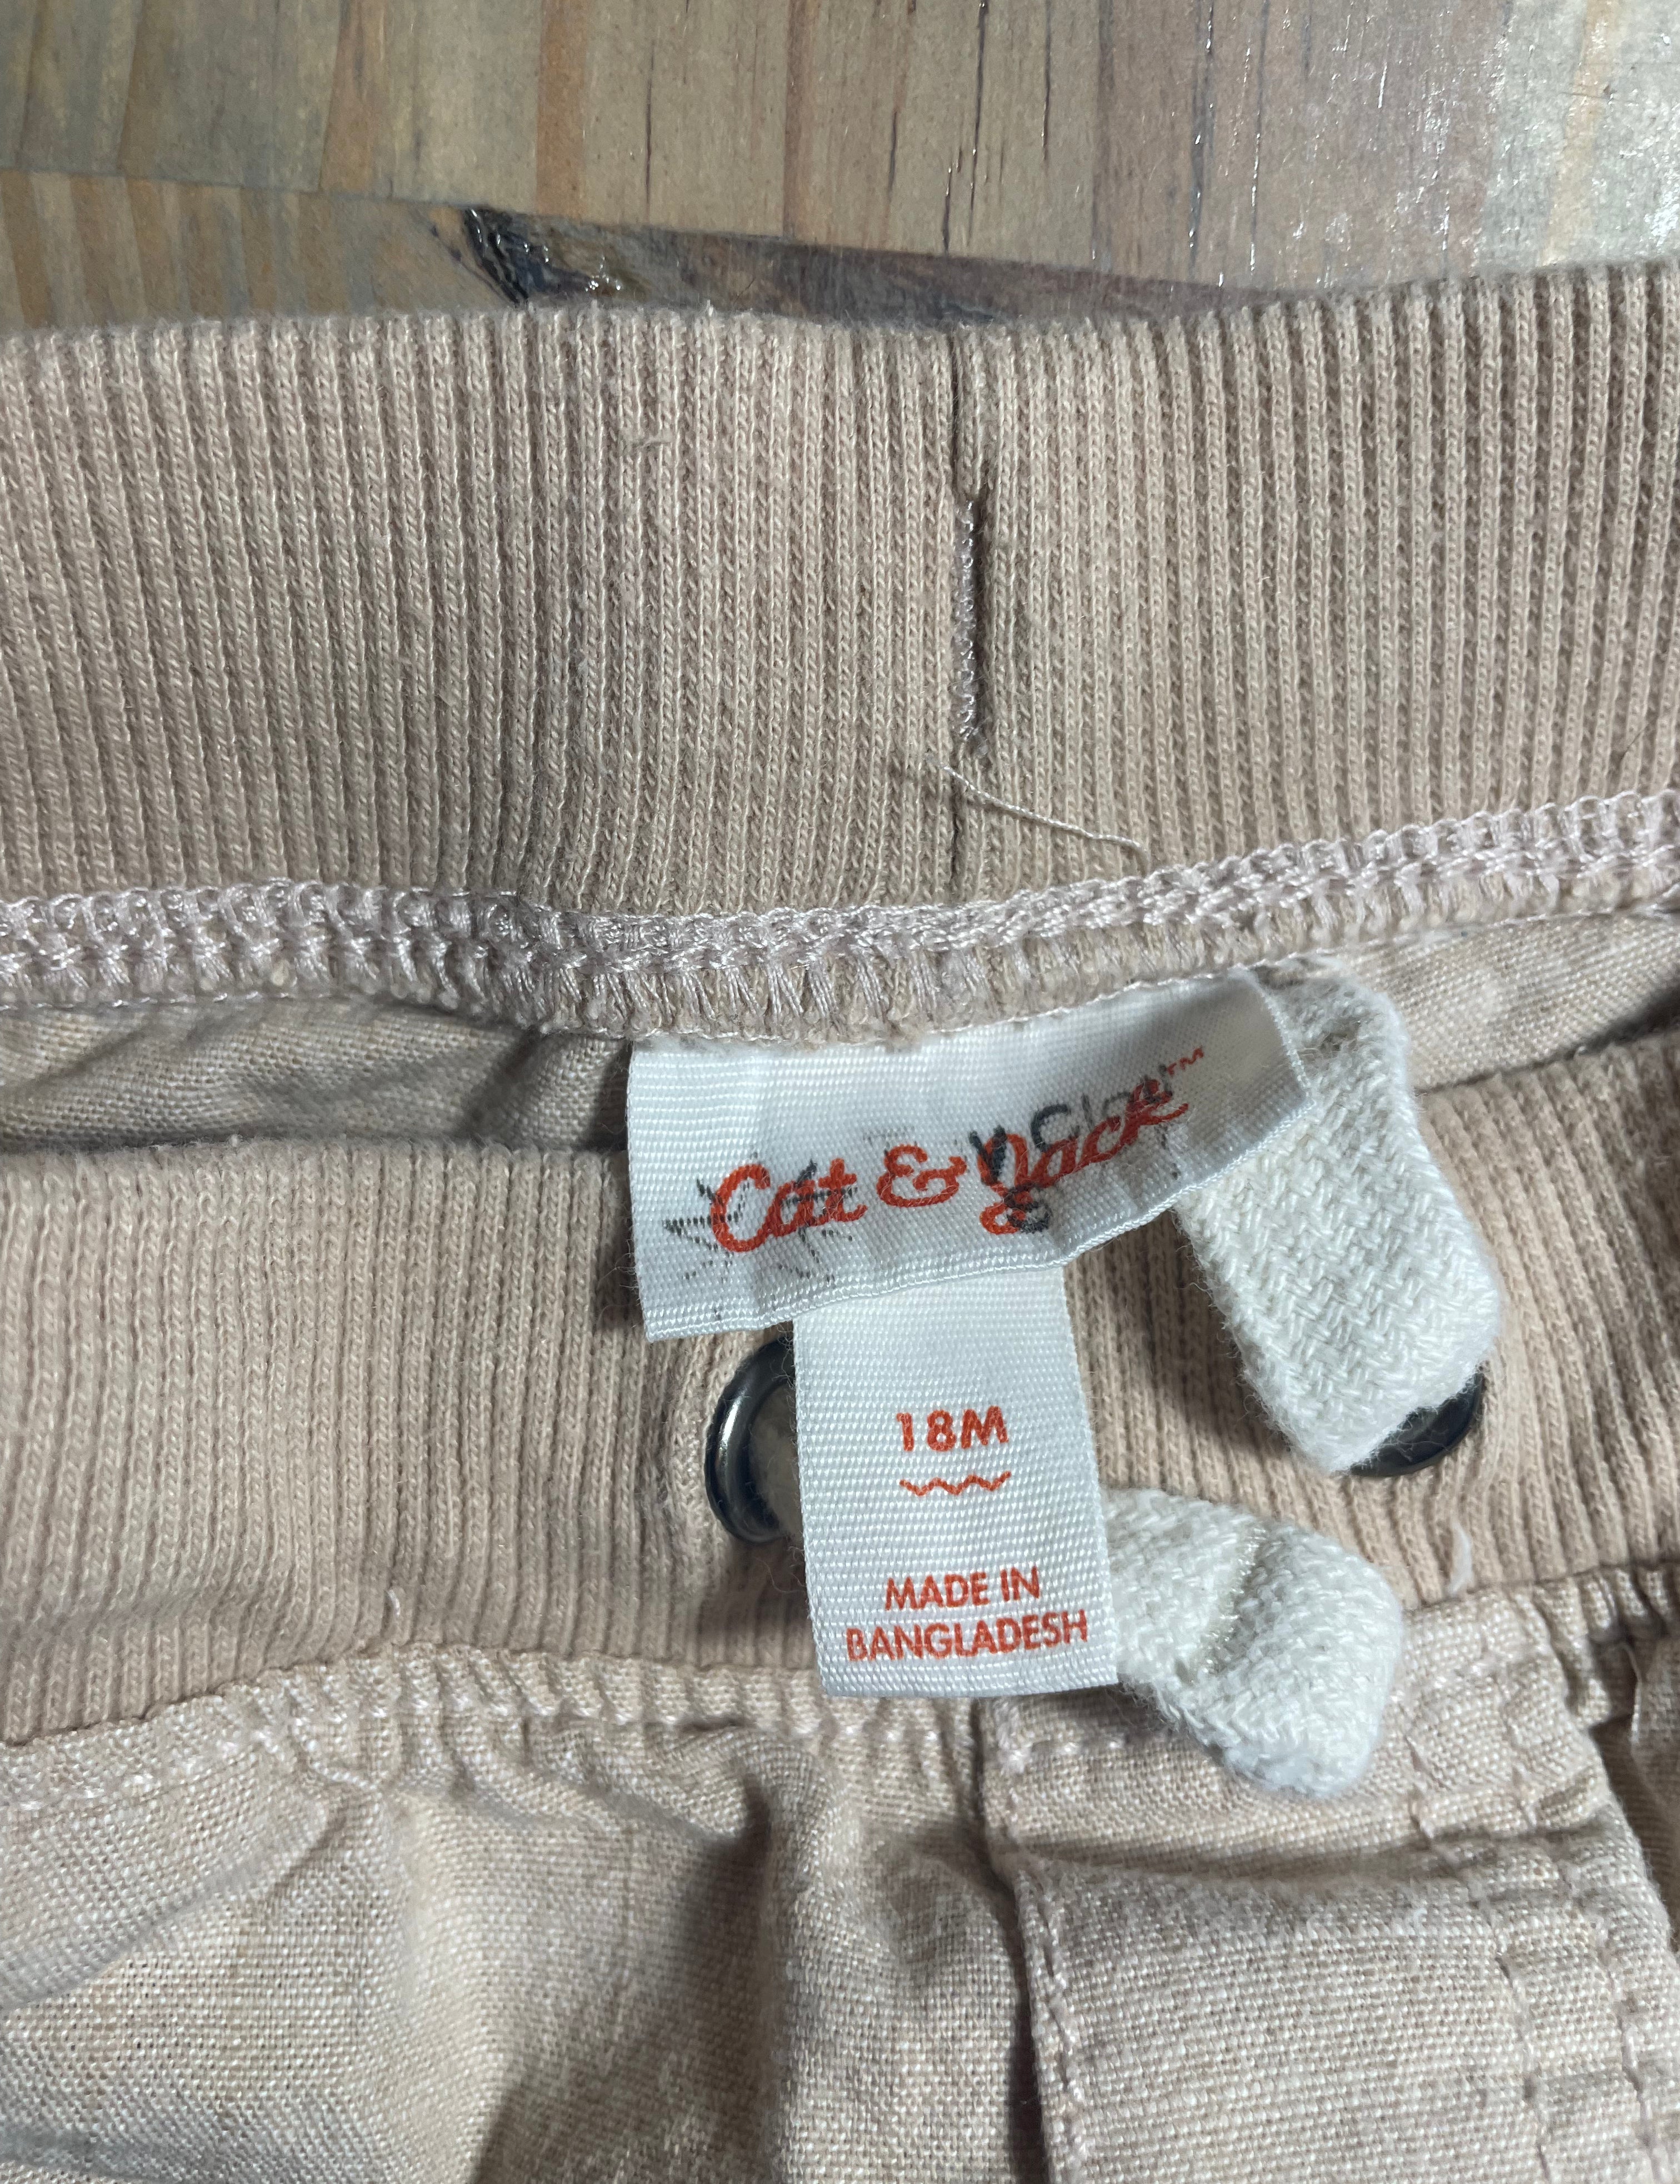 Cat & Jack™
18M
MADE IN
BANGLADESH